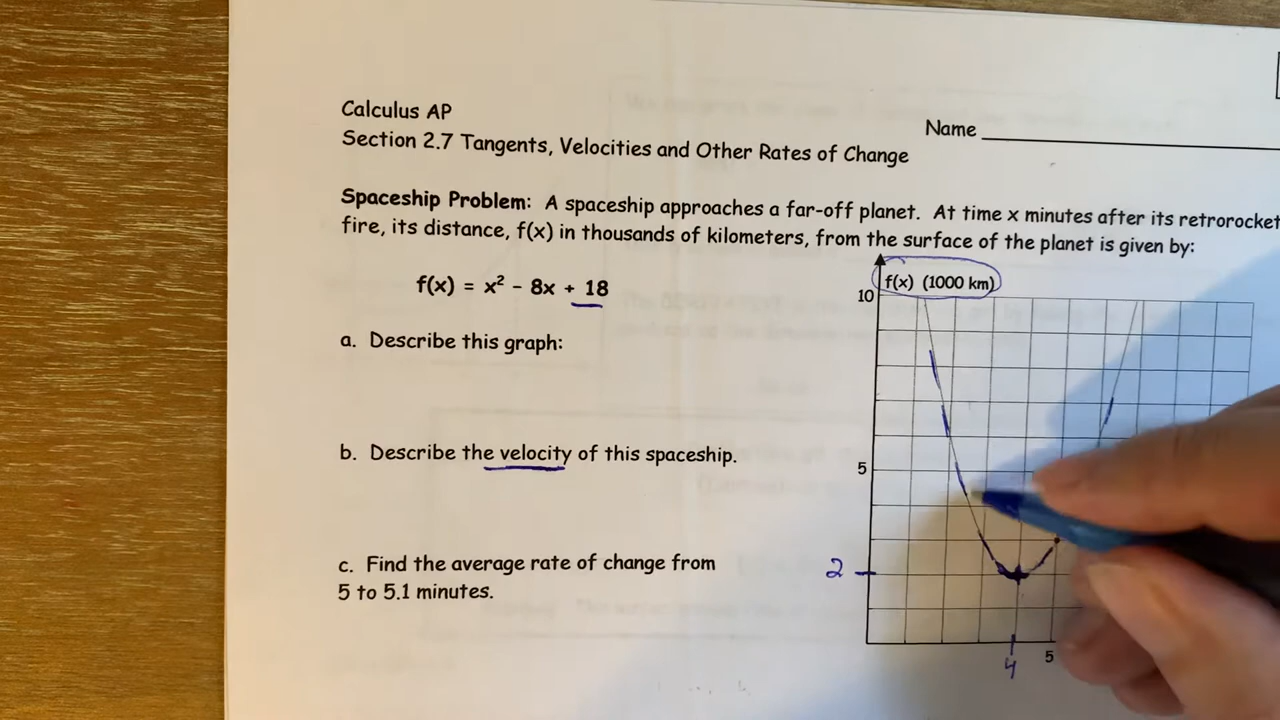 Calculus AP
Name
Section 2.7 Tangents, Velocities and Other Rates of Change
Spaceship Problem: A spaceship approaches a far-off planet. At time x minutes after its retrorocket
fire, its distance, f(x) in thousands of kilometers, from the surface of the planet is given by:
f(x) = x² - 8x + 18
f(x) (1000 km)
10
a. Describe this graph:
b. Describe the velocity of this spaceship.
5
c. Find the average rate of change from
5 to 5.1 minutes.
2
4
5